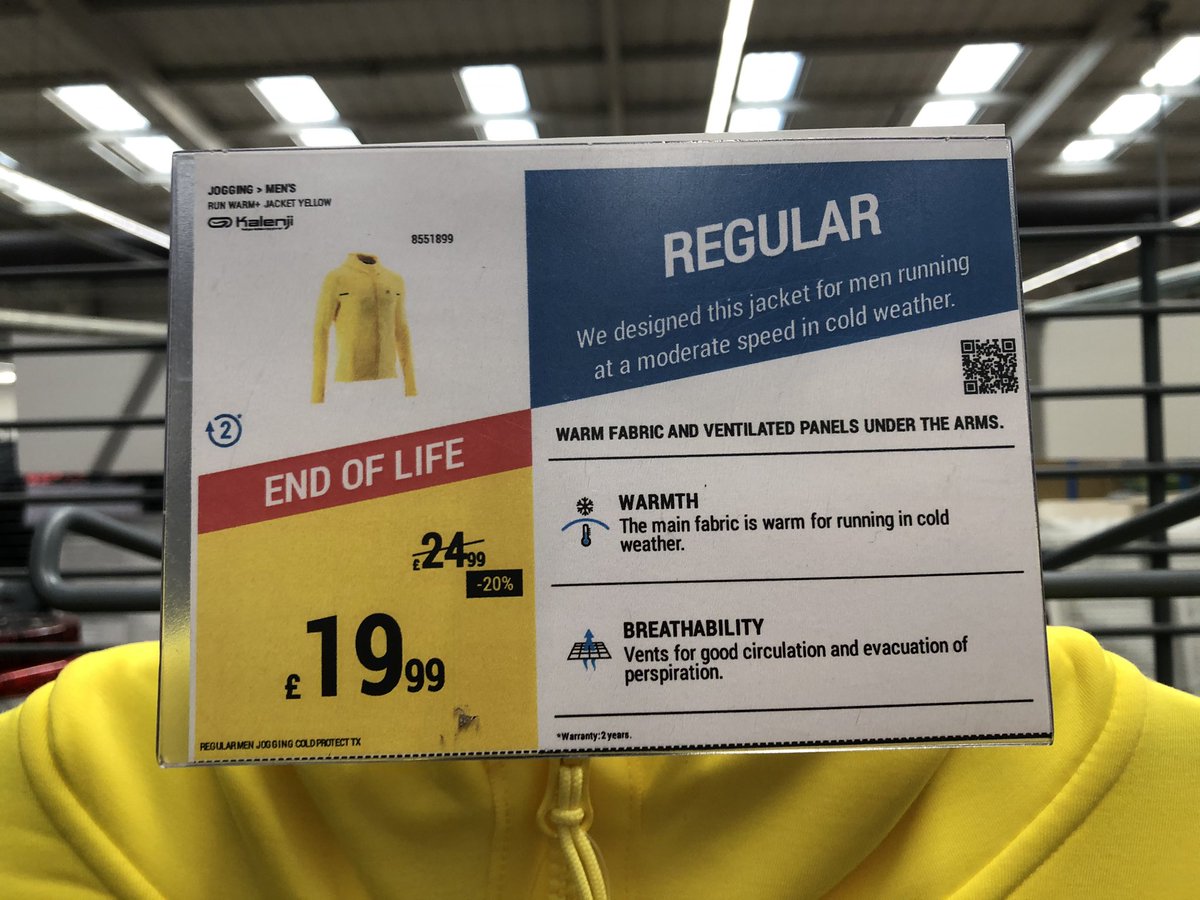 JOGGING > MEN'S
RUN WARM+ JACKET YELLOW
Kalenji
8551899
2*
END OF LIFE
£24.99
-20%
£19.99
REGULAR MEN JOGGING COLD PROTECT TX
REGULAR
We designed this jacket for men running
at a moderate speed in cold weather.
WARM FABRIC AND VENTILATED PANELS UNDER THE ARMS.
WARMTH
The main fabric is warm for running in cold
weather.
BREATHABILITY
Vents for good circulation and evacuation of
perspiration.
*Warranty: 2 years.